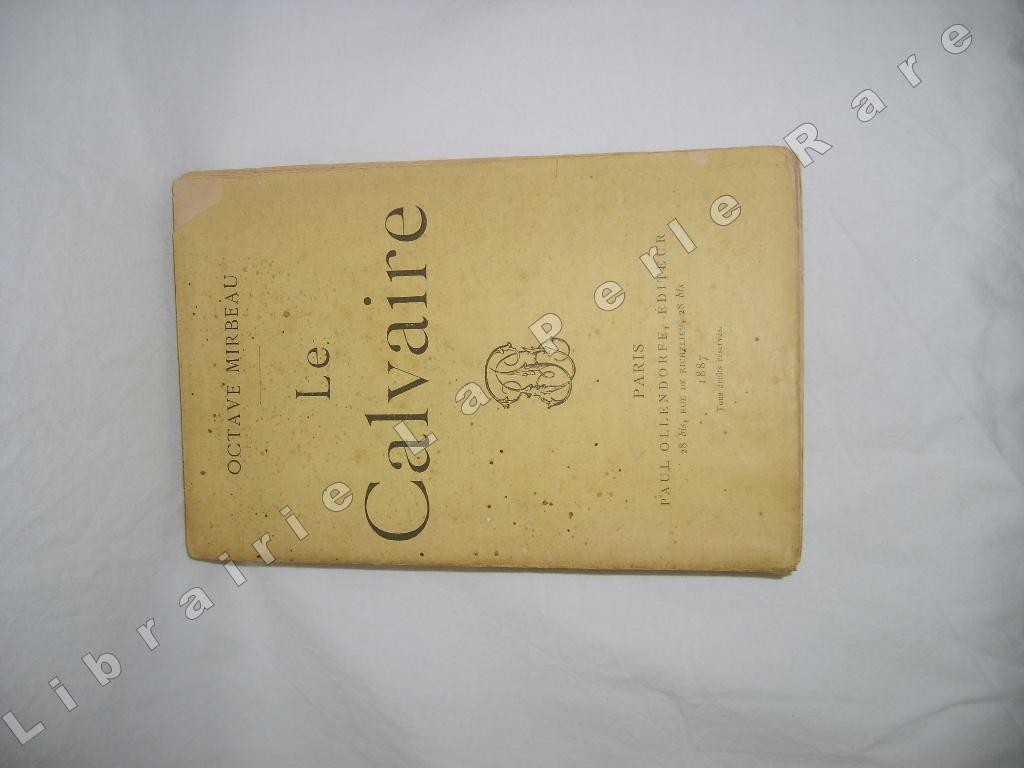 OCTAVE MIRBEAU
Le
Calvaire
PARIS
PAUL OLLENDORFF, ÉDITEUR
28 bis, RUE DE RICHELIEU, 28 bis
1887
Tous droits réservés.
Librairie La Perle Rare